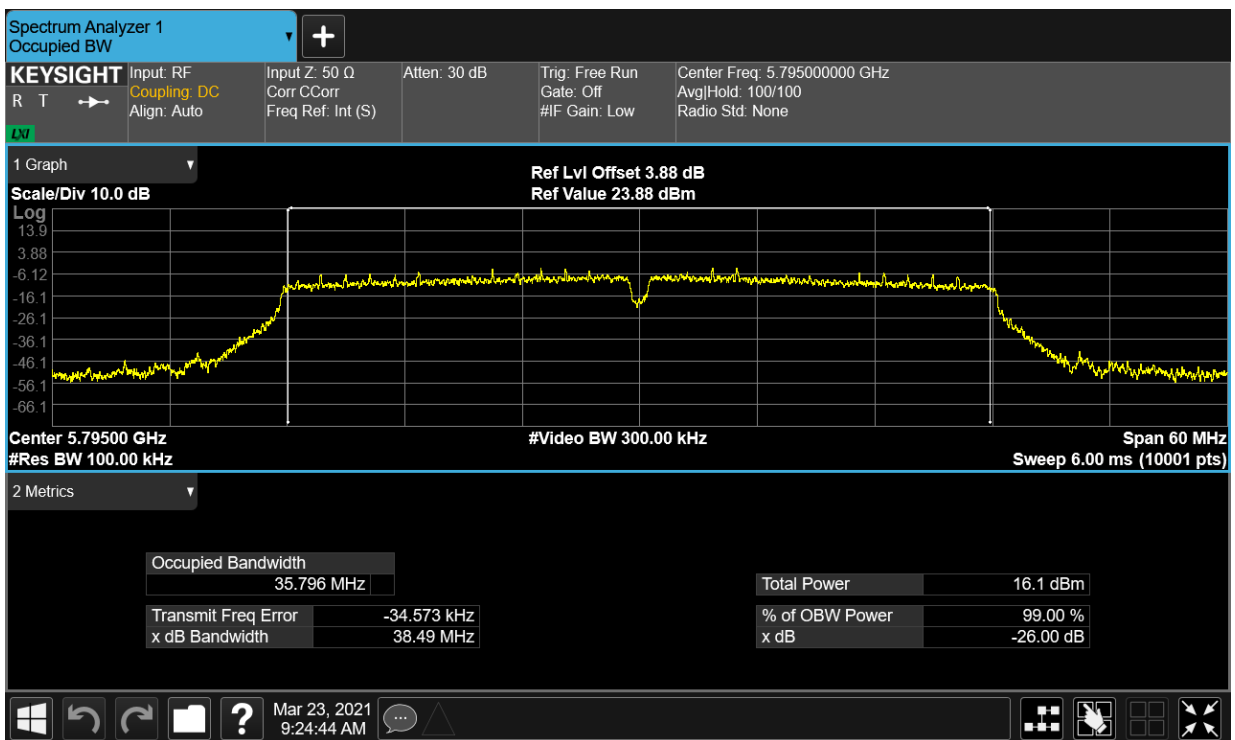 Spectrum Analyzer 1
Occupied BW
▼
+
KEYSIGHT
R T
LXI
Input: RF
Coupling: DC
Align: Auto
Input Z: 50 Ω
Corr CCorr
Freq Ref: Int (S)
Atten: 30 dB
Trig: Free Run
Gate: Off
#IF Gain: Low
Center Freq: 5.795000000 GHz
Avg|Hold: 100/100
Radio Std: None
1 Graph ▼
Scale/Div 10.0 dB
Ref Lvl Offset 3.88 dB
Ref Value 23.88 dBm
Log
13.9
3.88
-6.12
-16.1
-26.1
-36.1
-46.1
-56.1
-66.1
Center 5.79500 GHz
#Res BW 100.00 kHz
#Video BW 300.00 kHz
Span 60 MHz
Sweep 6.00 ms (10001 pts)
2 Metrics ▼
Occupied Bandwidth
35.796 MHz
Total Power 16.1 dBm
Transmit Freq Error -34.573 kHz
x dB Bandwidth 38.49 MHz
% of OBW Power 99.00 %
x dB -26.00 dB
?
Mar 23, 2021
9:24:44 AM